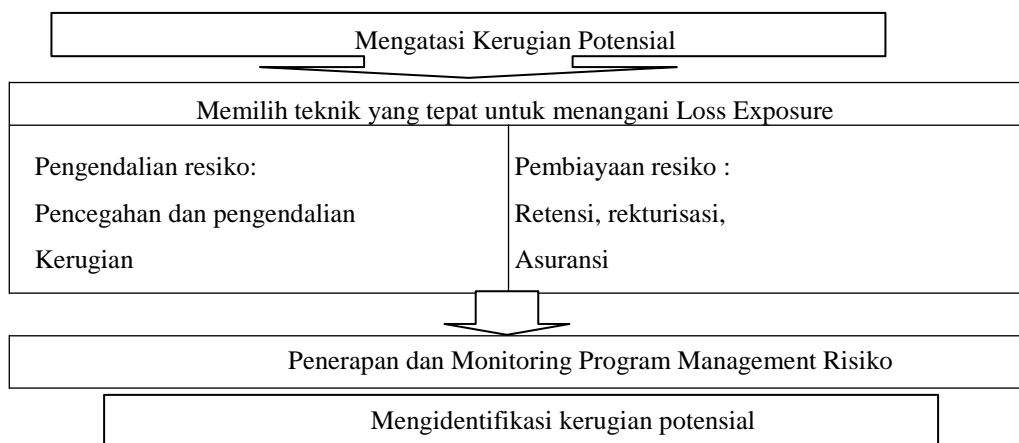 Mengatasi Kerugian Potensial
Memilih teknik yang tepat untuk menangani Loss Exposure
Pengendalian resiko:
Pencegahan dan pengendalian
Kerugian
Pembiayaan resiko :
Retensi, rekturisasi,
Asuransi
Penerapan dan Monitoring Program Management Risiko
Mengidentifikasi kerugian potensial